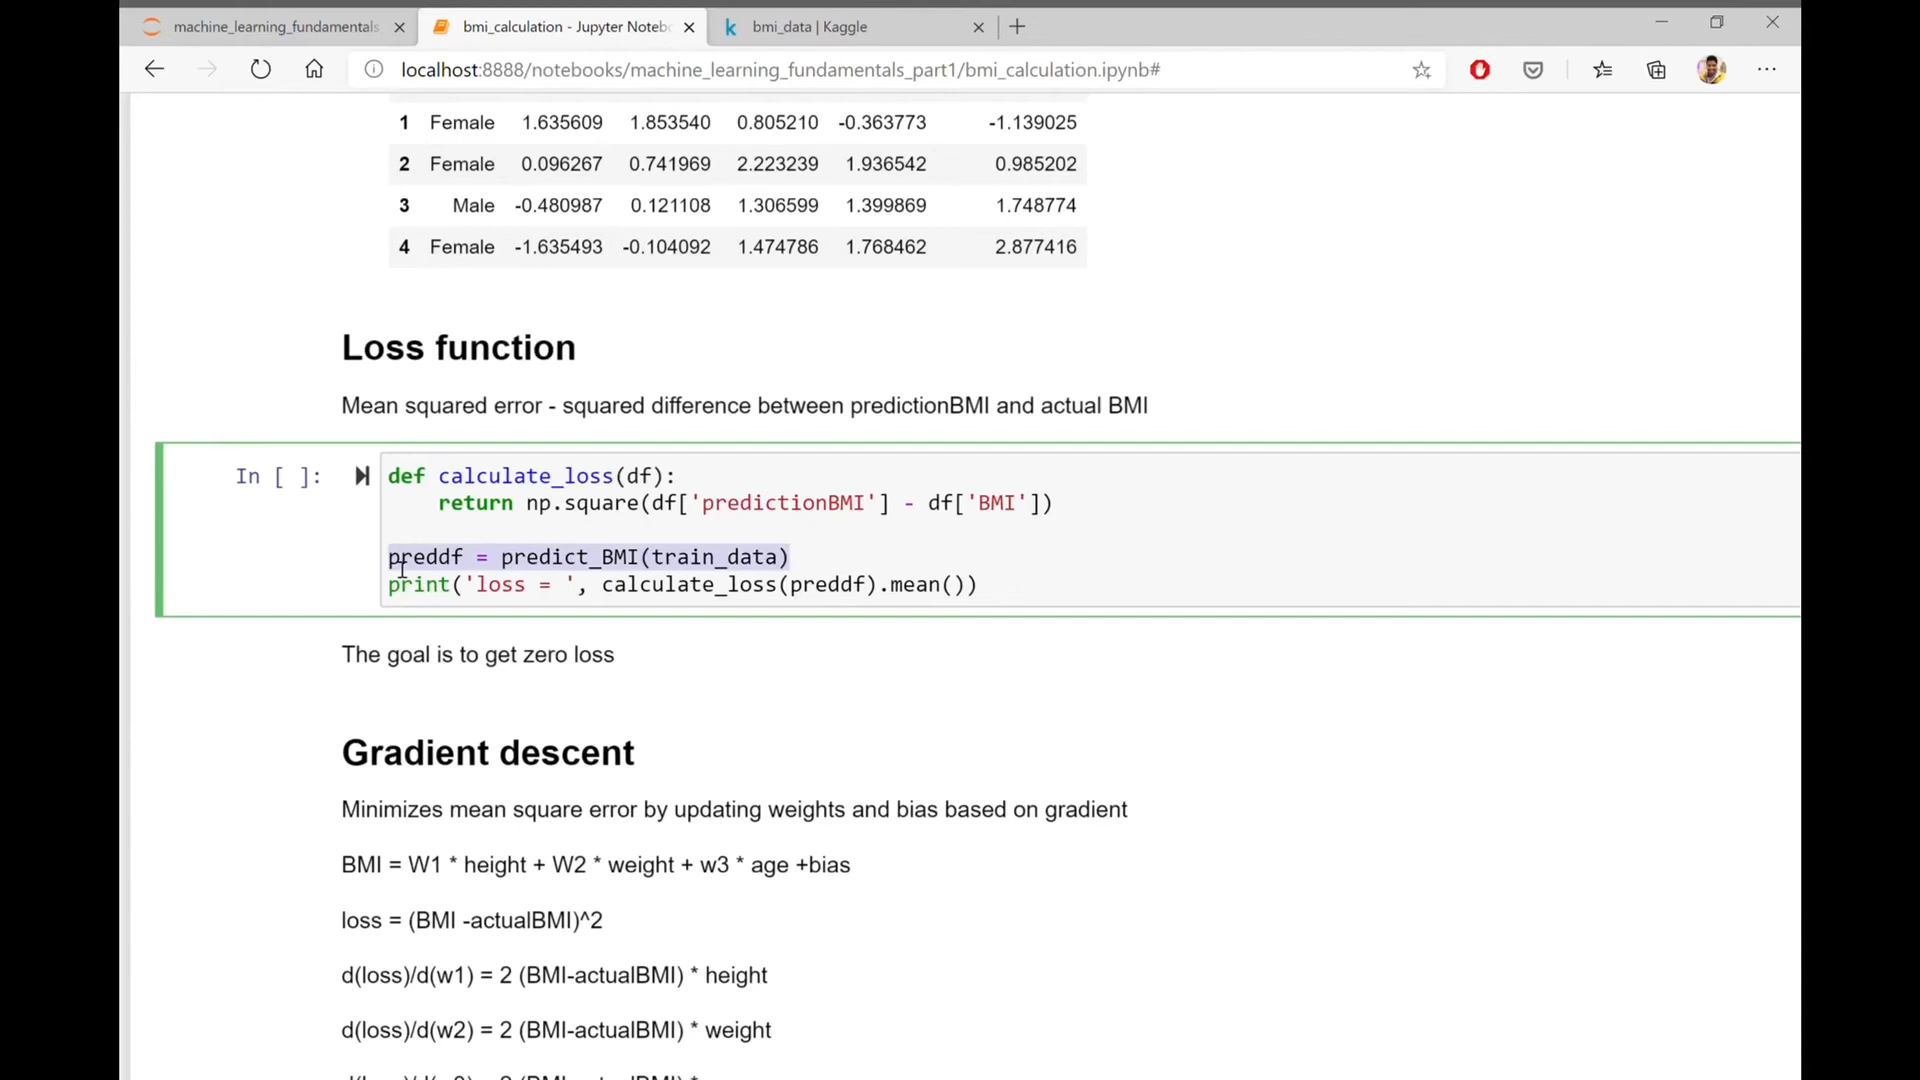 machine_learning_fundamentals
bmi_calculation - Jupyter Noteb
bmi_data | Kaggle
localhost:8888/notebooks/machine_learning_fundamentals_part1/bmi_calculation.ipynb#
1 Female 1.635609 1.853540 0.805210 -0.363773 -1.139025
2 Female 0.096267 0.741969 2.223239 1.936542 0.985202
3 Male -0.480987 0.121108 1.306599 1.399869 1.748774
4 Female -1.635493 -0.104092 1.474786 1.768462 2.877416
Loss function
Mean squared error - squared difference between predictionBMI and actual BMI
In [ ]: def calculate_loss(df):
return np.square(df['predictionBMI'] - df['BMI'])
preddf = predict_BMI(train_data)
print('loss = ', calculate_loss(preddf).mean())
The goal is to get zero loss
Gradient descent
Minimizes mean square error by updating weights and bias based on gradient
BMI = W1 * height + W2 * weight + w3 * age +bias
loss = (BMI -actualBMI)^2
d(loss)/d(w1) = 2 (BMI-actualBMI) * height
d(loss)/d(w2) = 2 (BMI-actualBMI) * weight